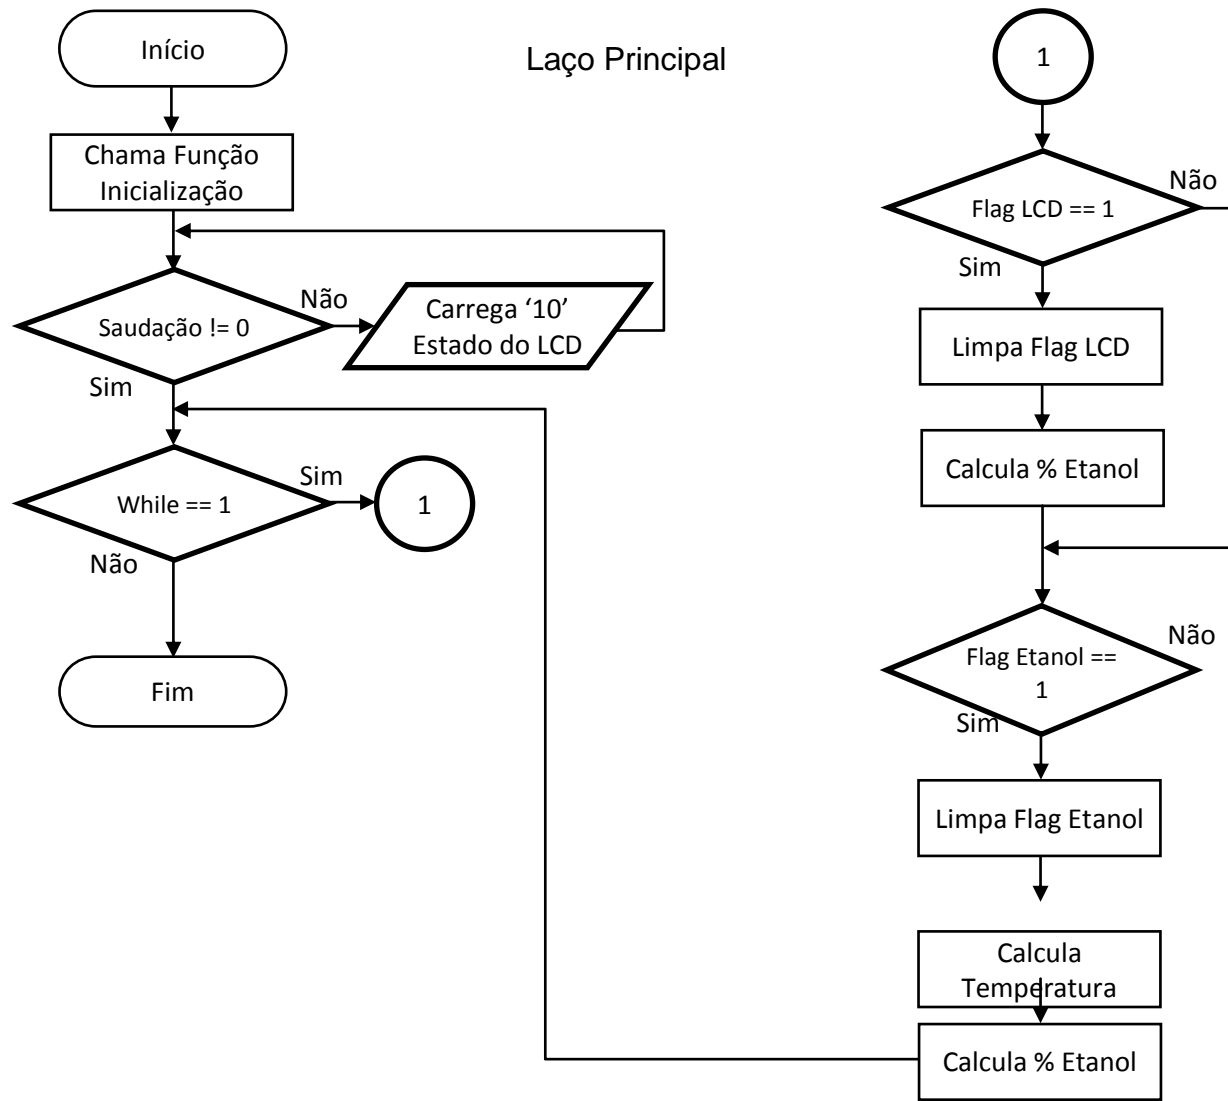 Início
Laço Principal
Chama Função
Inicialização
Saudação != 0
Não
Carrega ‘10’
Estado do LCD
Sim
While == 1
Sim
1
Não
Fim
1
Flag LCD == 1
Não
Sim
Limpa Flag LCD
Calcula % Etanol
Flag Etanol ==
1
Não
Sim
Limpa Flag Etanol
Calcula
Temperatura
Calcula % Etanol